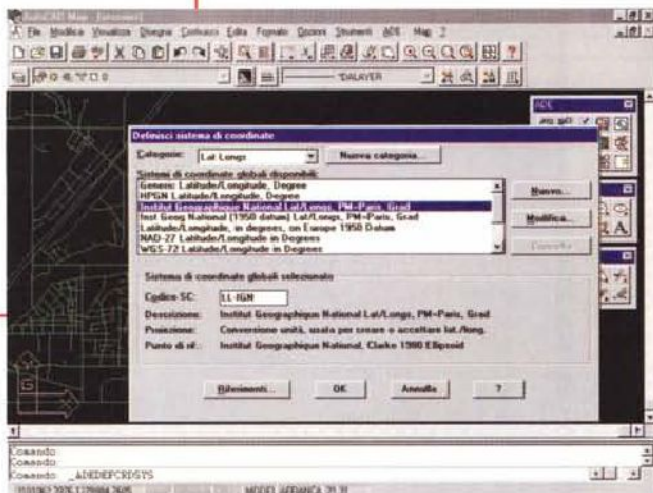 AutoCAD Map
File Modifica Visualizza Disegna Costruisci Edita Formato Opzioni Strumenti ADE Map ?
DALAYER
ADE
Definisci sistema di coordinate
Categorie: Lat Longs Nuova categoria...
Sistemi di coordinate globali disponibili:
Generic Latitude/Longitude, Degree
HPGN Latitude/Longitude, Degree
Institut Geographique National Lat/Longs, PM=Paris, Grad
Inst Geog National (1950 datum) Lat/Longs, PM=Paris, Grad
Latitude/Longitude, in degrees, on Europe 1950 Datum
NAD-27 Latitude/Longitude in Degrees
WGS-72 Latitude/Longitude in Degrees
Nuovo...
Modifica...
Cancella
Sistema di coordinate globali selezionato
Codice SC: LL-IGN
Descrizione: Institut Geographique National Lat/Longs, PM=Paris, Grad
Proiezione: Conversione unità, usata per creare o accettare lat./long.
Punto di rif.: Institut Geographique National, Clarke 1980 Ellipsoid
Riferimenti... OK Annulla ?
Comando:
Comando:
Comando: _ADEDEFCRDSYS
MODEL